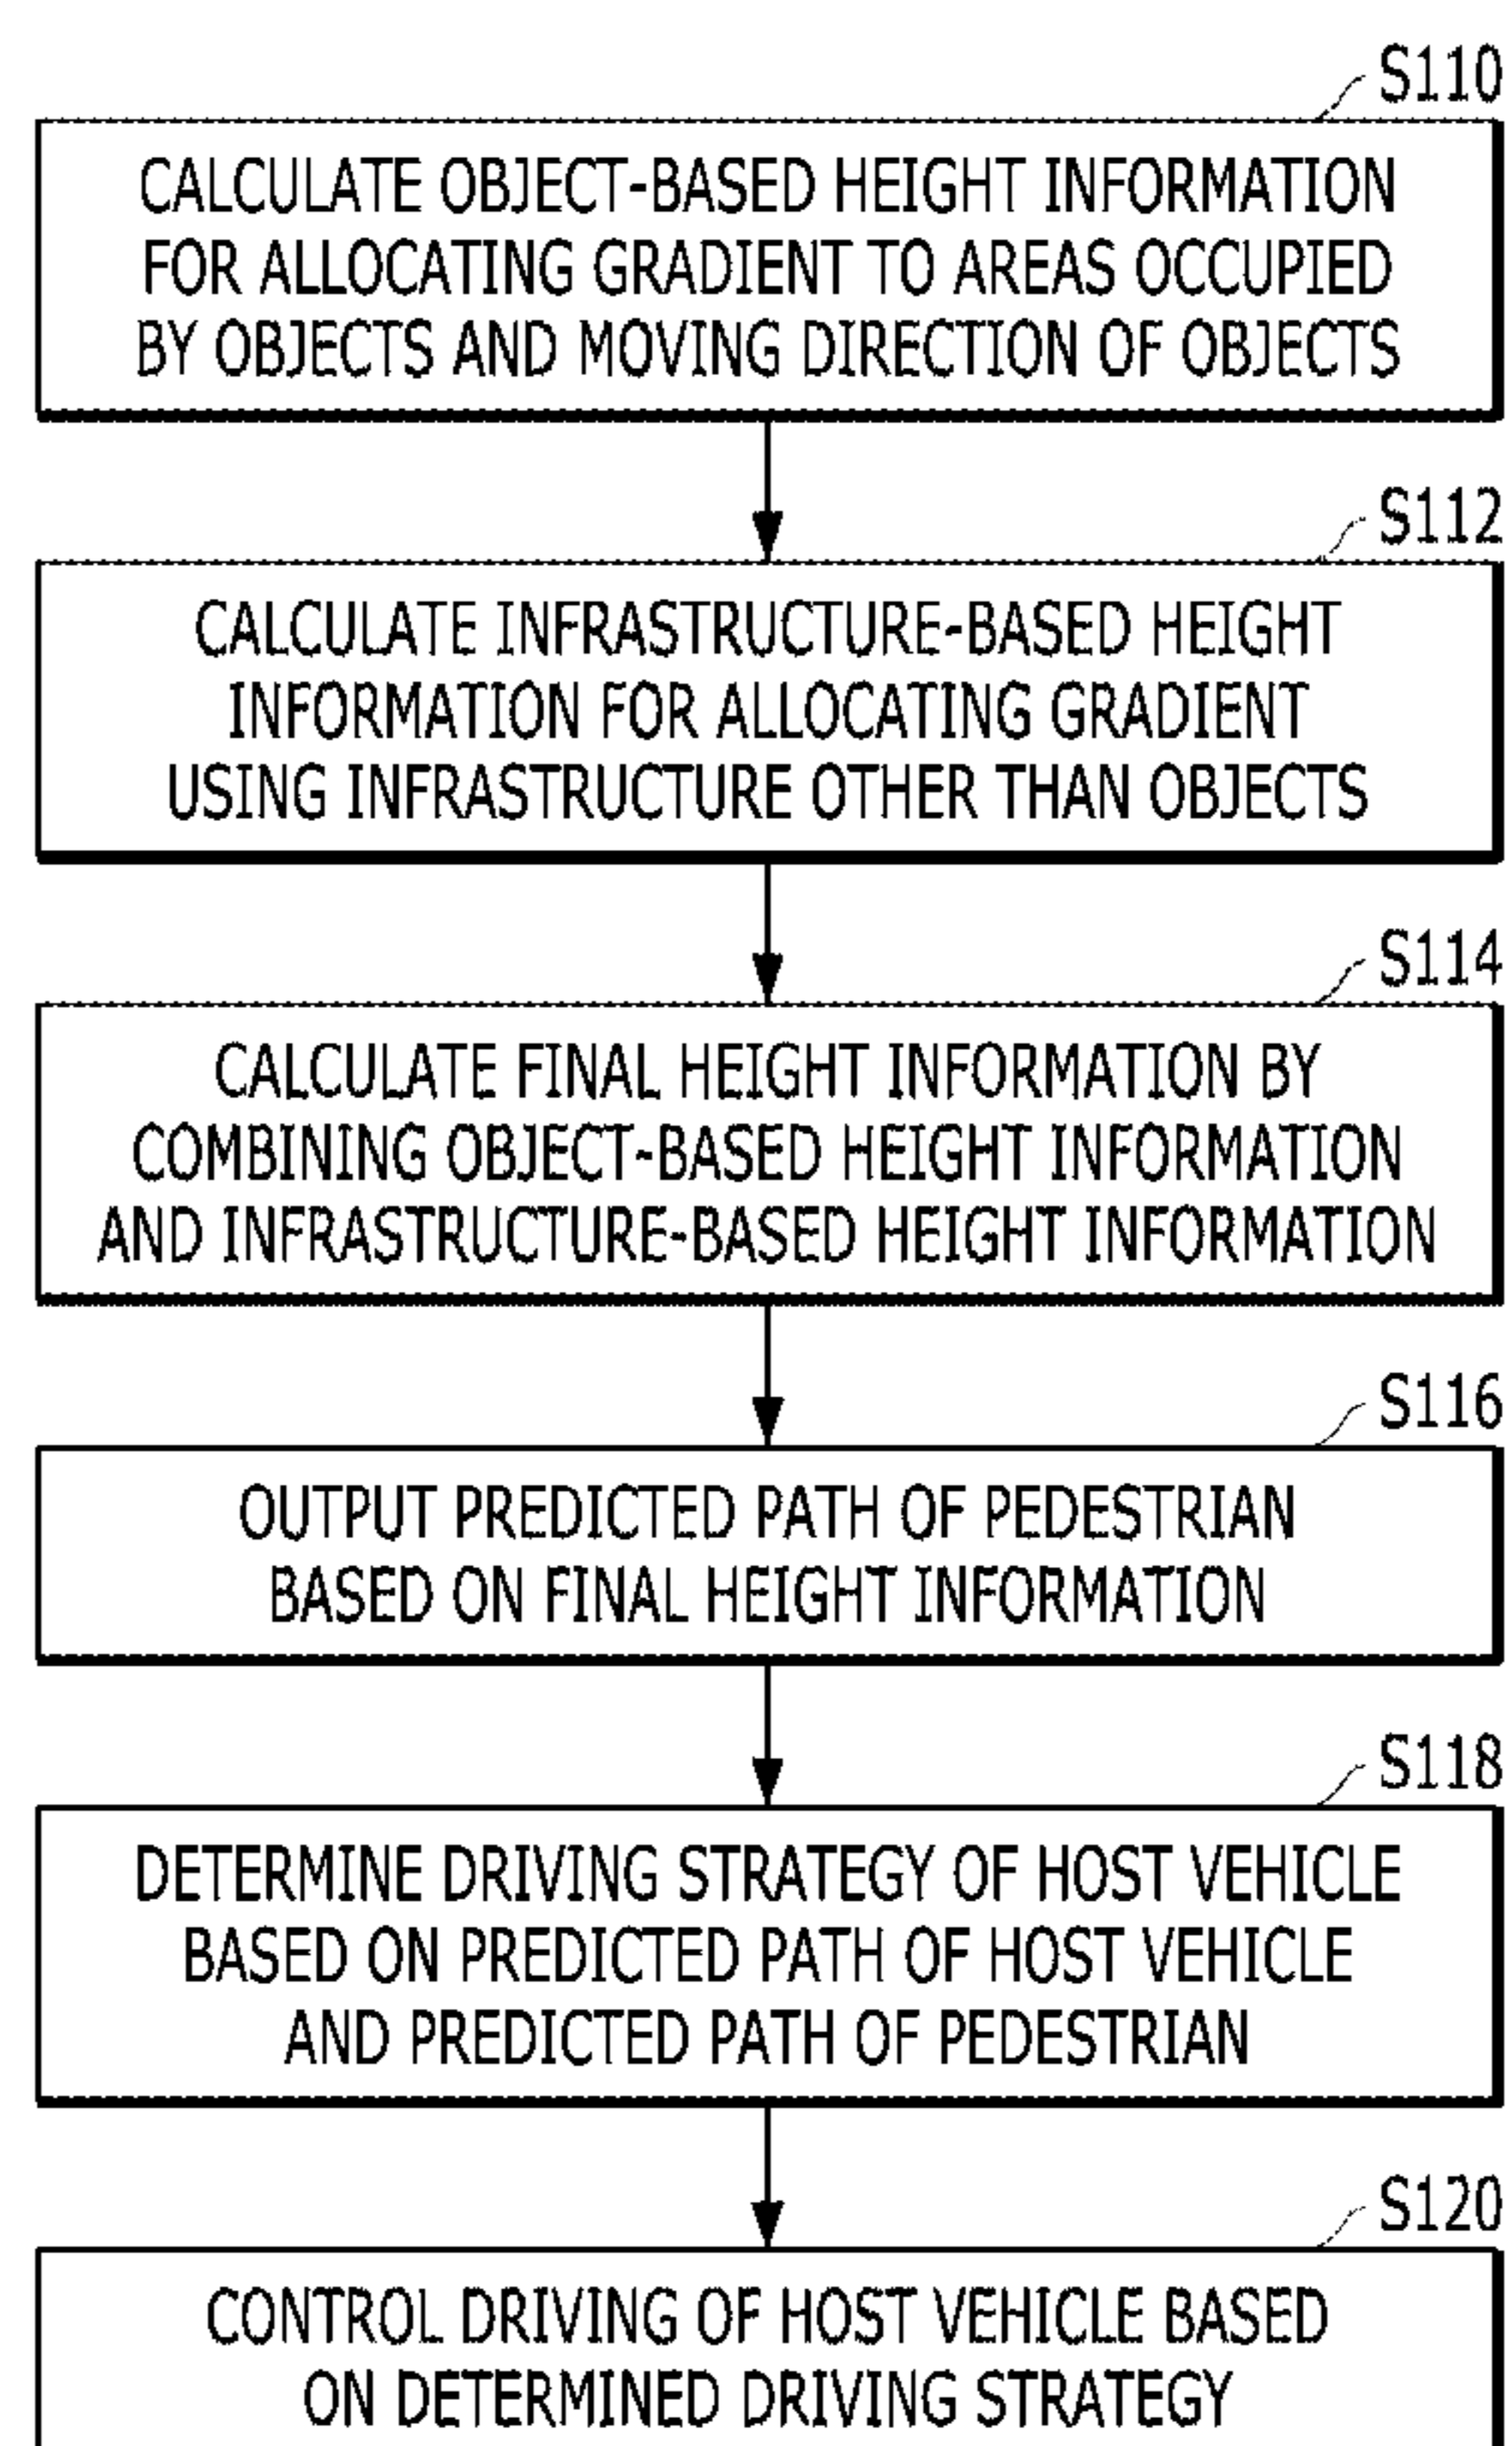 S110
CALCULATE OBJECT-BASED HEIGHT INFORMATION
FOR ALLOCATING GRADIENT TO AREAS OCCUPIED
BY OBJECTS AND MOVING DIRECTION OF OBJECTS
S112
CALCULATE INFRASTRUCTURE-BASED HEIGHT
INFORMATION FOR ALLOCATING GRADIENT
USING INFRASTRUCTURE OTHER THAN OBJECTS
S114
CALCULATE FINAL HEIGHT INFORMATION BY
COMBINING OBJECT-BASED HEIGHT INFORMATION
AND INFRASTRUCTURE-BASED HEIGHT INFORMATION
S116
OUTPUT PREDICTED PATH OF PEDESTRIAN
BASED ON FINAL HEIGHT INFORMATION
S118
DETERMINE DRIVING STRATEGY OF HOST VEHICLE
BASED ON PREDICTED PATH OF HOST VEHICLE
AND PREDICTED PATH OF PEDESTRIAN
S120
CONTROL DRIVING OF HOST VEHICLE BASED
ON DETERMINED DRIVING STRATEGY